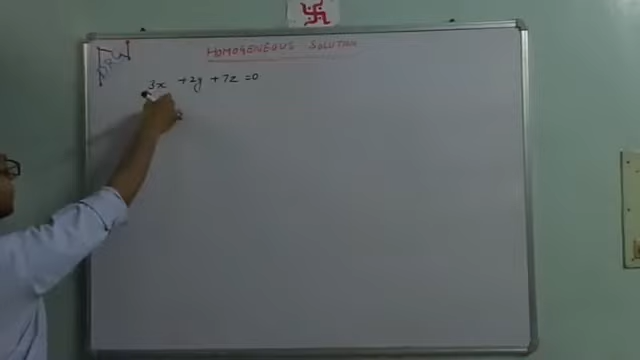 HOMOGENEOUS SOLUTION
3x + 2y + 7z = 0